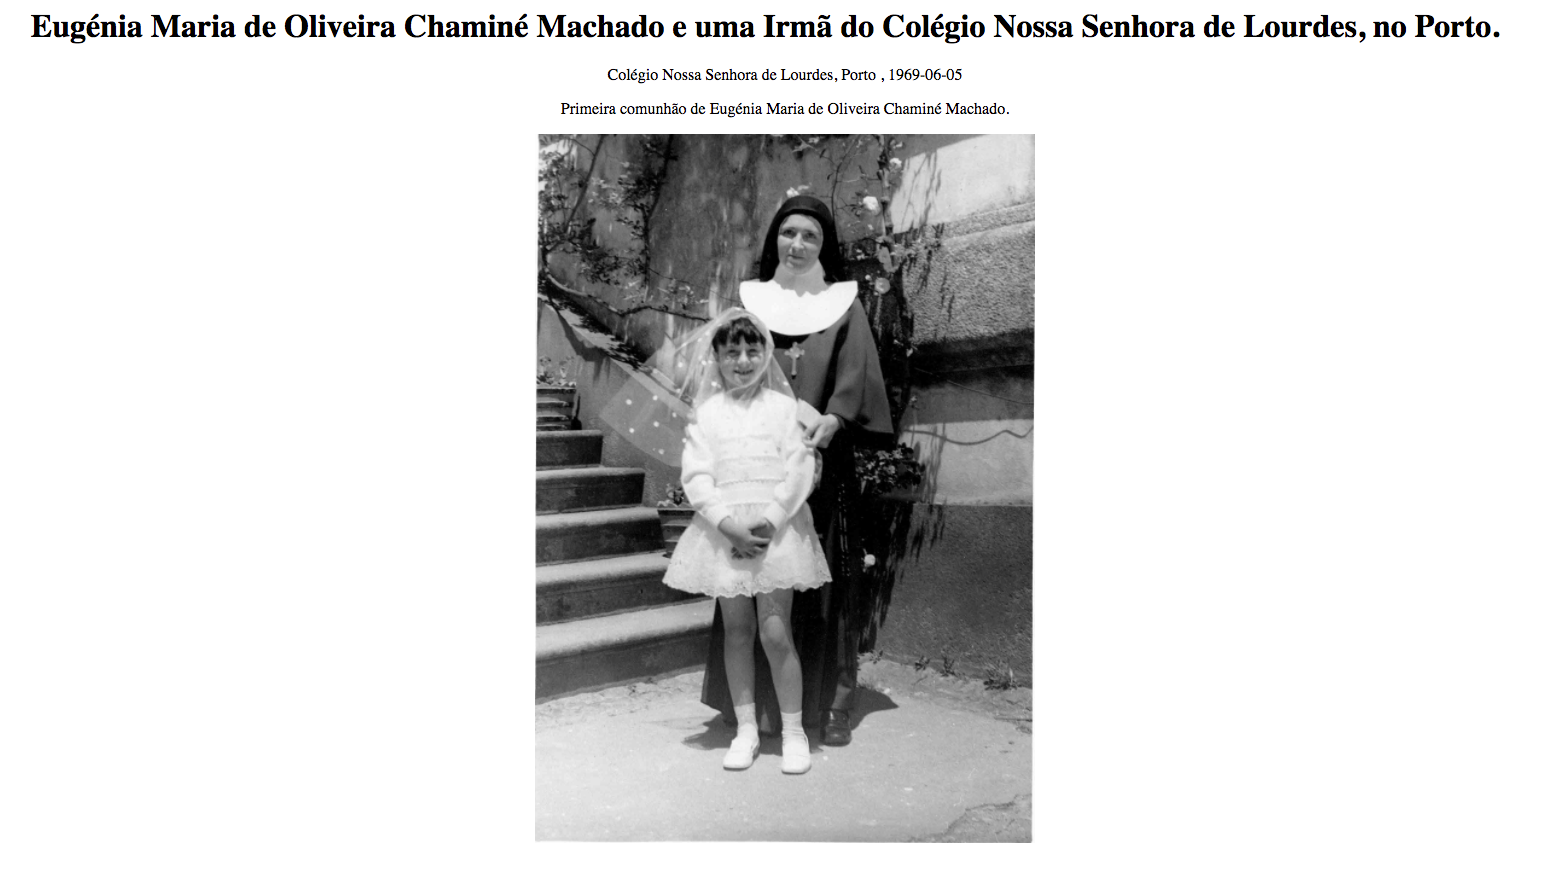 Eugénia Maria de Oliveira Chaminé Machado e uma Irmã do Colégio Nossa Senhora de Lourdes, no Porto.
Colégio Nossa Senhora de Lourdes, Porto , 1969-06-05
Primeira comunhão de Eugénia Maria de Oliveira Chaminé Machado.